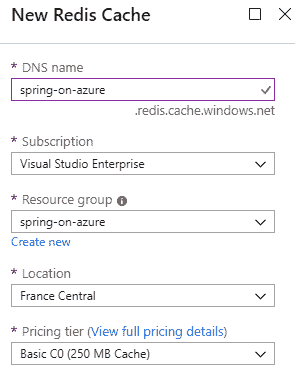 New Redis Cache
* DNS name
spring-on-azure
.redis.cache.windows.net
* Subscription
Visual Studio Enterprise
* Resource group
spring-on-azure
Create new
* Location
France Central
* Pricing tier (View full pricing details)
Basic C0 (250 MB Cache)